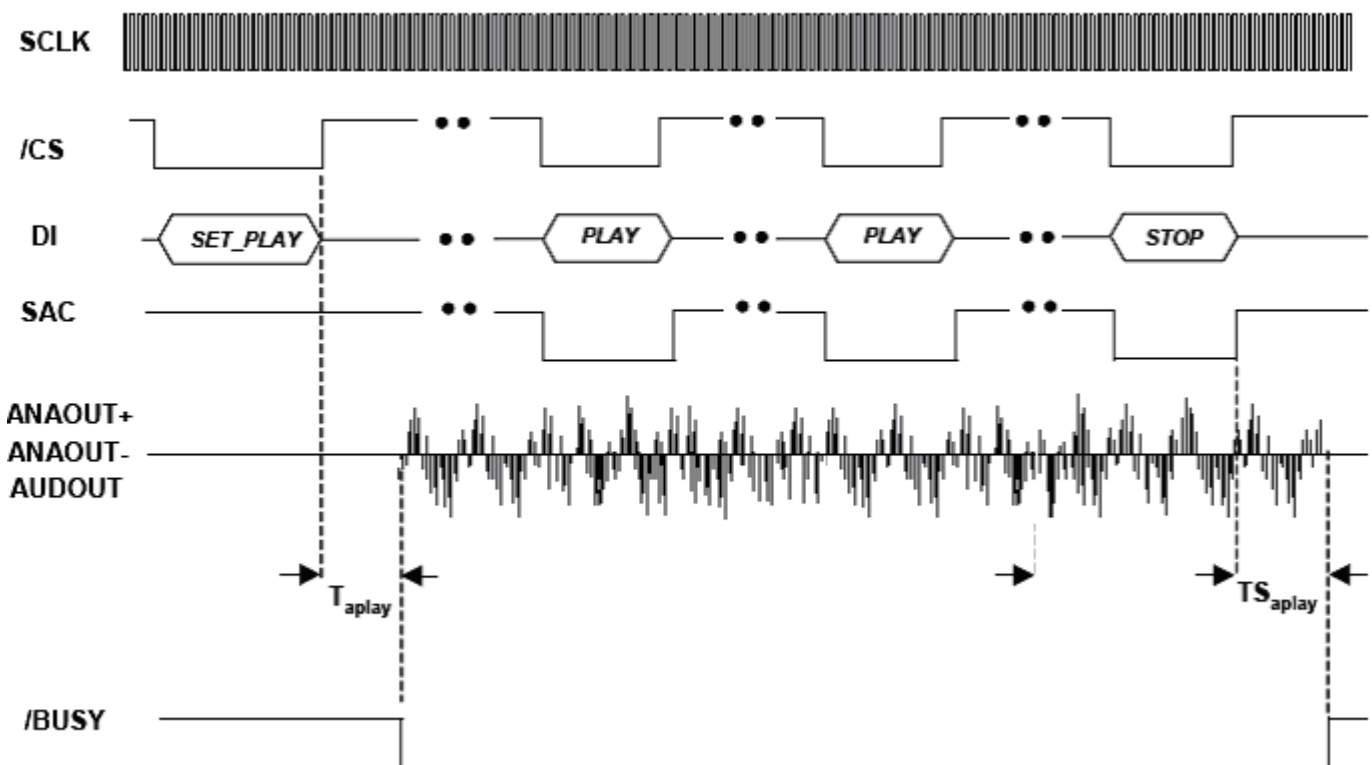 SCLK
/CS
DI SET_PLAY PLAY PLAY STOP
SAC
ANAOUT+
ANAOUT-
AUDOUT
Taplay TSaplay
/BUSY